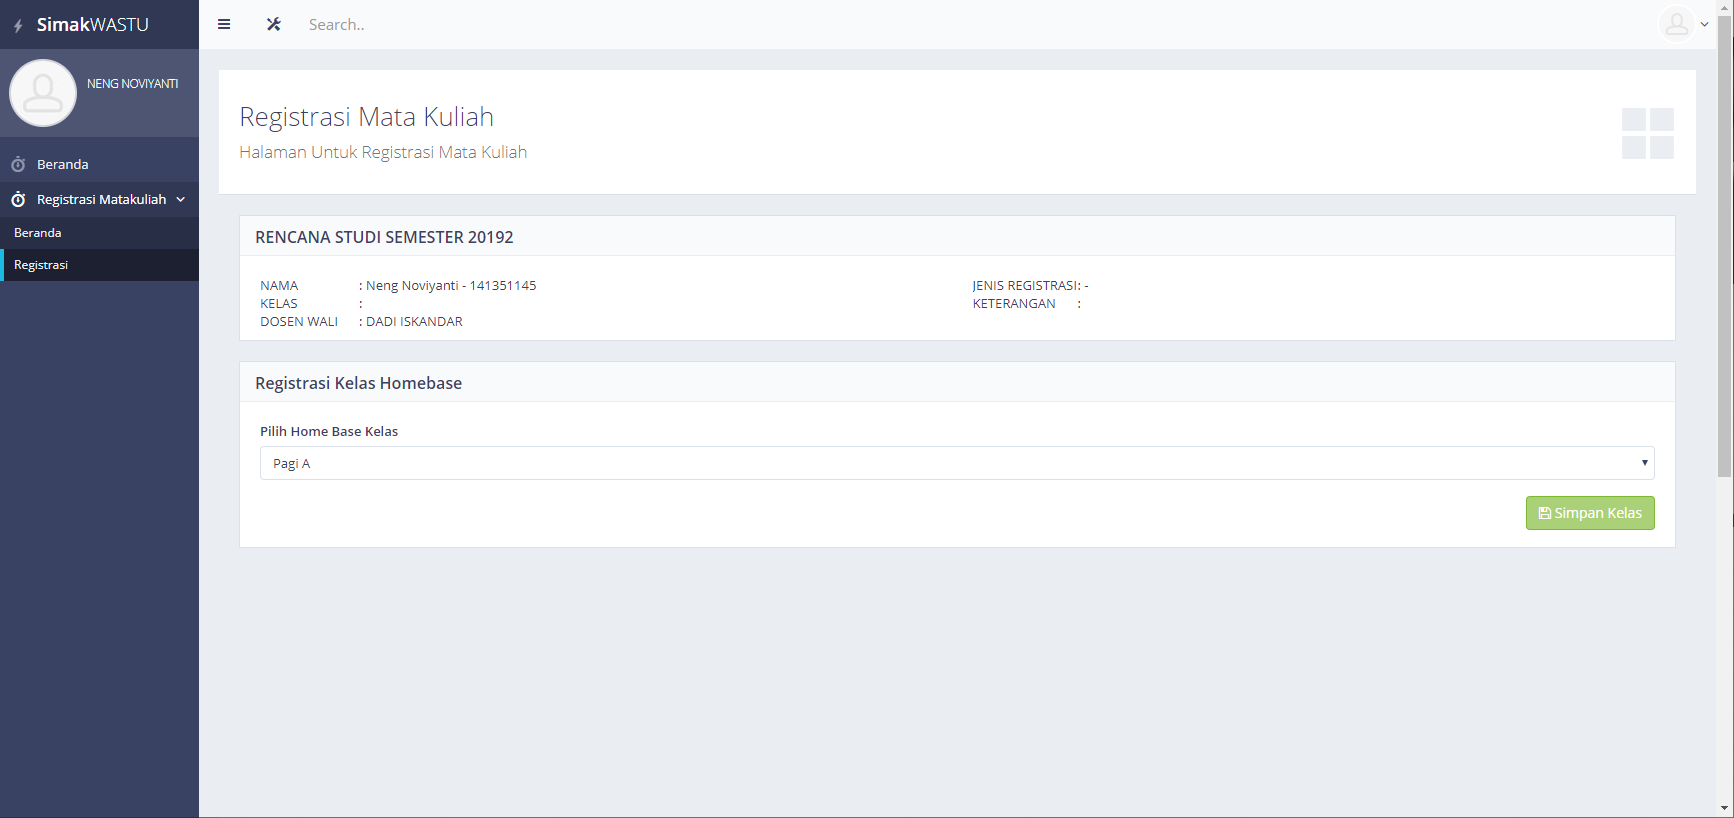 SimakWASTU
Search..
NENG NOVIYANTI
Beranda
Registrasi Matakuliah
Beranda
Registrasi
Registrasi Mata Kuliah
Halaman Untuk Registrasi Mata Kuliah
RENCANA STUDI SEMESTER 20192
NAMA : Neng Noviyanti - 141351145
KELAS :
DOSEN WALI : DADI ISKANDAR
JENIS REGISTRASI: -
KETERANGAN :
Registrasi Kelas Homebase
Pilih Home Base Kelas
Pagi A
Simpan Kelas